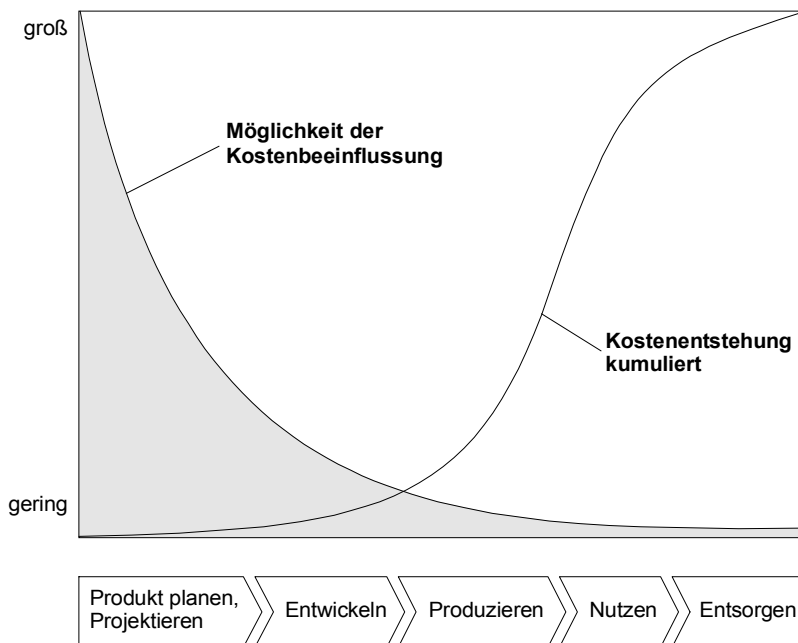 groß
Möglichkeit der
Kostenbeeinflussung
Kostenentstehung
kumuliert
gering
Produkt planen,
Projektieren
Entwickeln
Produzieren
Nutzen
Entsorgen